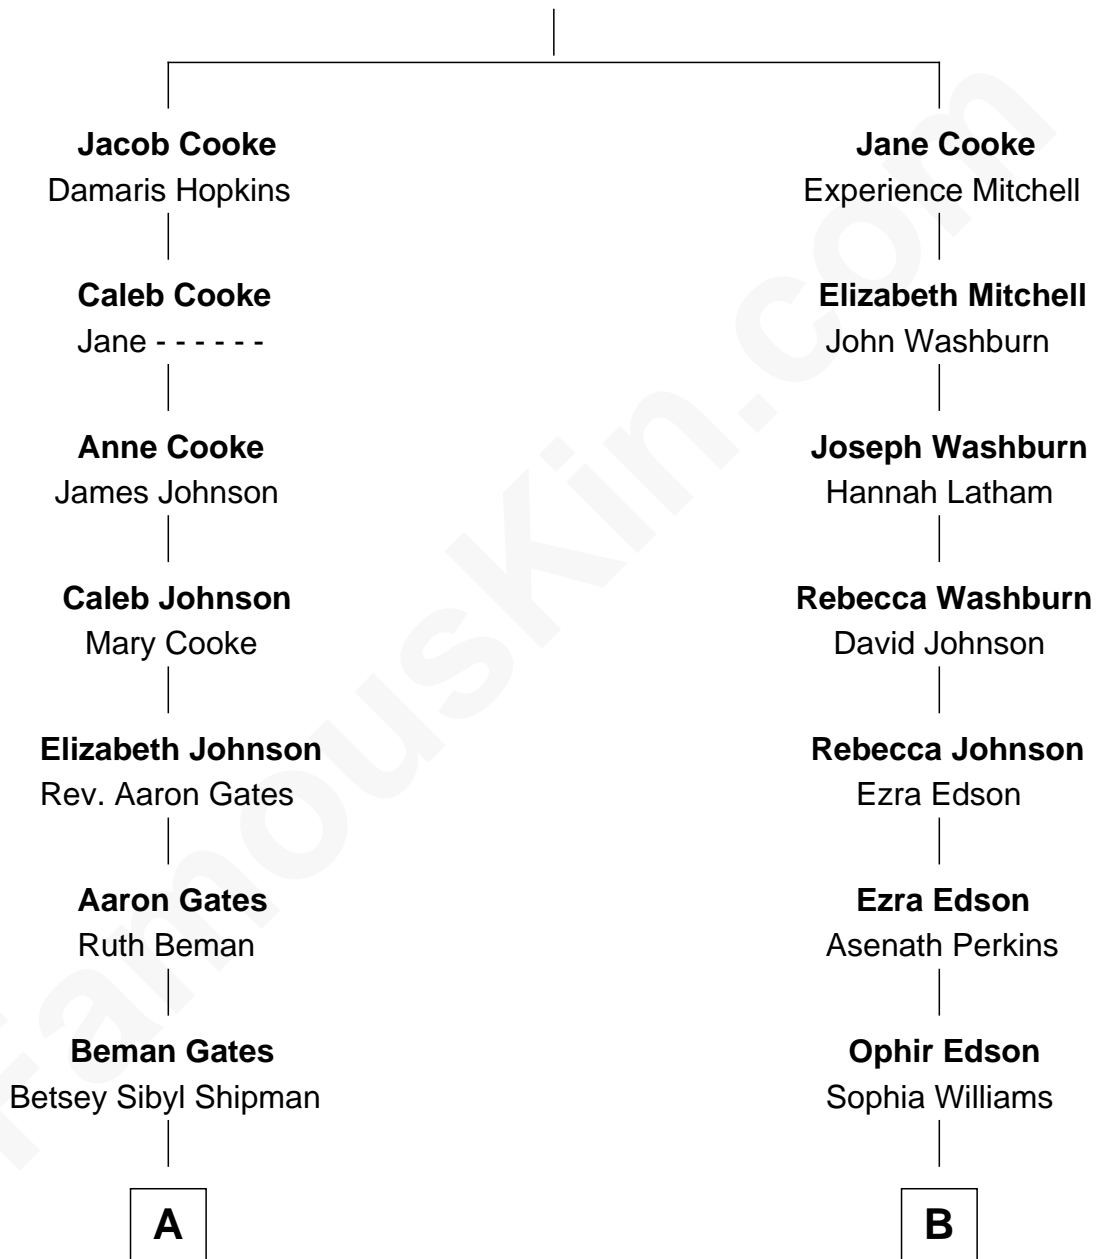 Jacob Cooke
Damaris Hopkins
Caleb Cooke
Jane - - - - - -
Anne Cooke
James Johnson
Caleb Johnson
Mary Cooke
Elizabeth Johnson
Rev. Aaron Gates
Aaron Gates
Ruth Beman
Beman Gates
Betsey Sibyl Shipman
A
Jane Cooke
Experience Mitchell
Elizabeth Mitchell
John Washburn
Joseph Washburn
Hannah Latham
Rebecca Washburn
David Johnson
Rebecca Johnson
Ezra Edson
Ezra Edson
Asenath Perkins
Ophir Edson
Sophia Williams
B
FamousKin.com